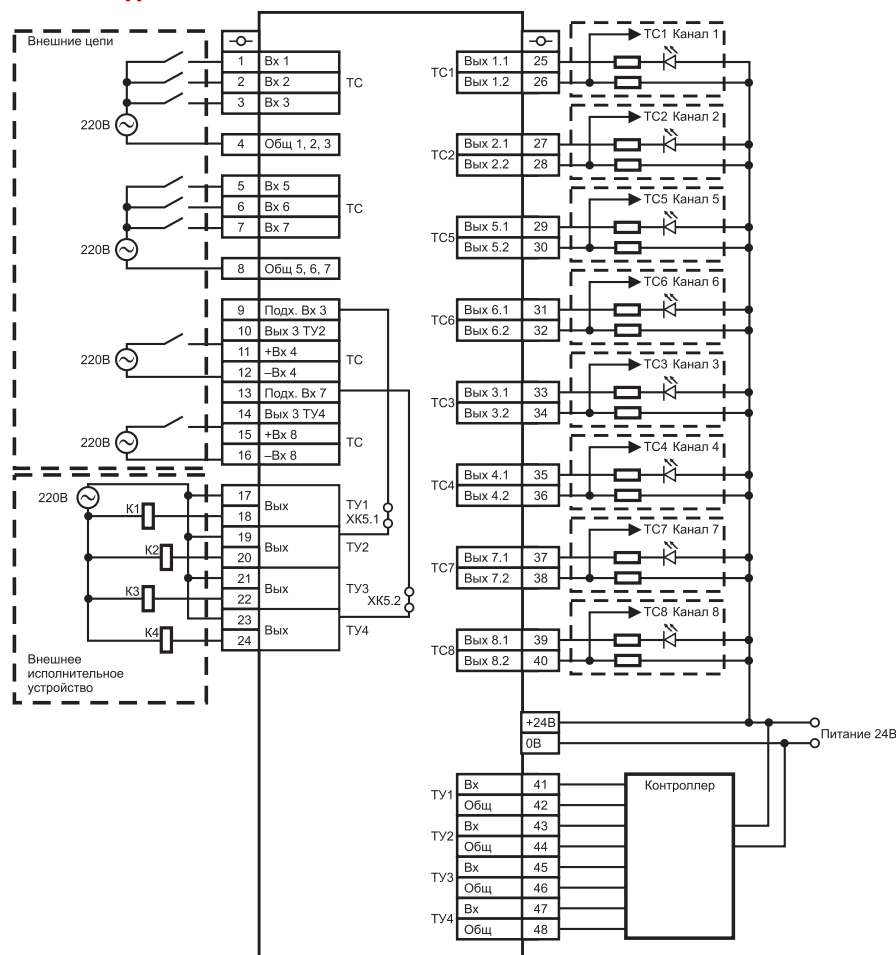 Внешние цепи
220В
1 Вх 1
2 Вх 2
3 Вх 3
ТС
4 Общ 1, 2, 3
220В
5 Вх 5
6 Вх 6
7 Вх 7
ТС
8 Общ 5, 6, 7
9 Подх. Вх 3
10 Вых 3 ТУ2
220В
11 +Вх 4
12 –Вх 4
ТС
13 Подх. Вх 7
14 Вых 3 ТУ4
220В
15 +Вх 8
16 –Вх 8
ТС
220В
К1
К2
К3
К4
17
18
Вых
ТУ1
ХК5.1
19
20
Вых
ТУ2
21
22
Вых
ТУ3
ХК5.2
23
24
Вых
ТУ4
Внешнее
исполнительное
устройство
ТС1
Вых 1.1 25
Вых 1.2 26
ТС1 Канал 1
ТС2
Вых 2.1 27
Вых 2.2 28
ТС2 Канал 2
ТС5
Вых 5.1 29
Вых 5.2 30
ТС5 Канал 5
ТС6
Вых 6.1 31
Вых 6.2 32
ТС6 Канал 6
ТС3
Вых 3.1 33
Вых 3.2 34
ТС3 Канал 3
ТС4
Вых 4.1 35
Вых 4.2 36
ТС4 Канал 4
ТС7
Вых 7.1 37
Вых 7.2 38
ТС7 Канал 7
ТС8
Вых 8.1 39
Вых 8.2 40
ТС8 Канал 8
+24В
0В
Питание 24В
ТУ1
Вх 41
Общ 42
ТУ2
Вх 43
Общ 44
ТУ3
Вх 45
Общ 46
ТУ4
Вх 47
Общ 48
Контроллер